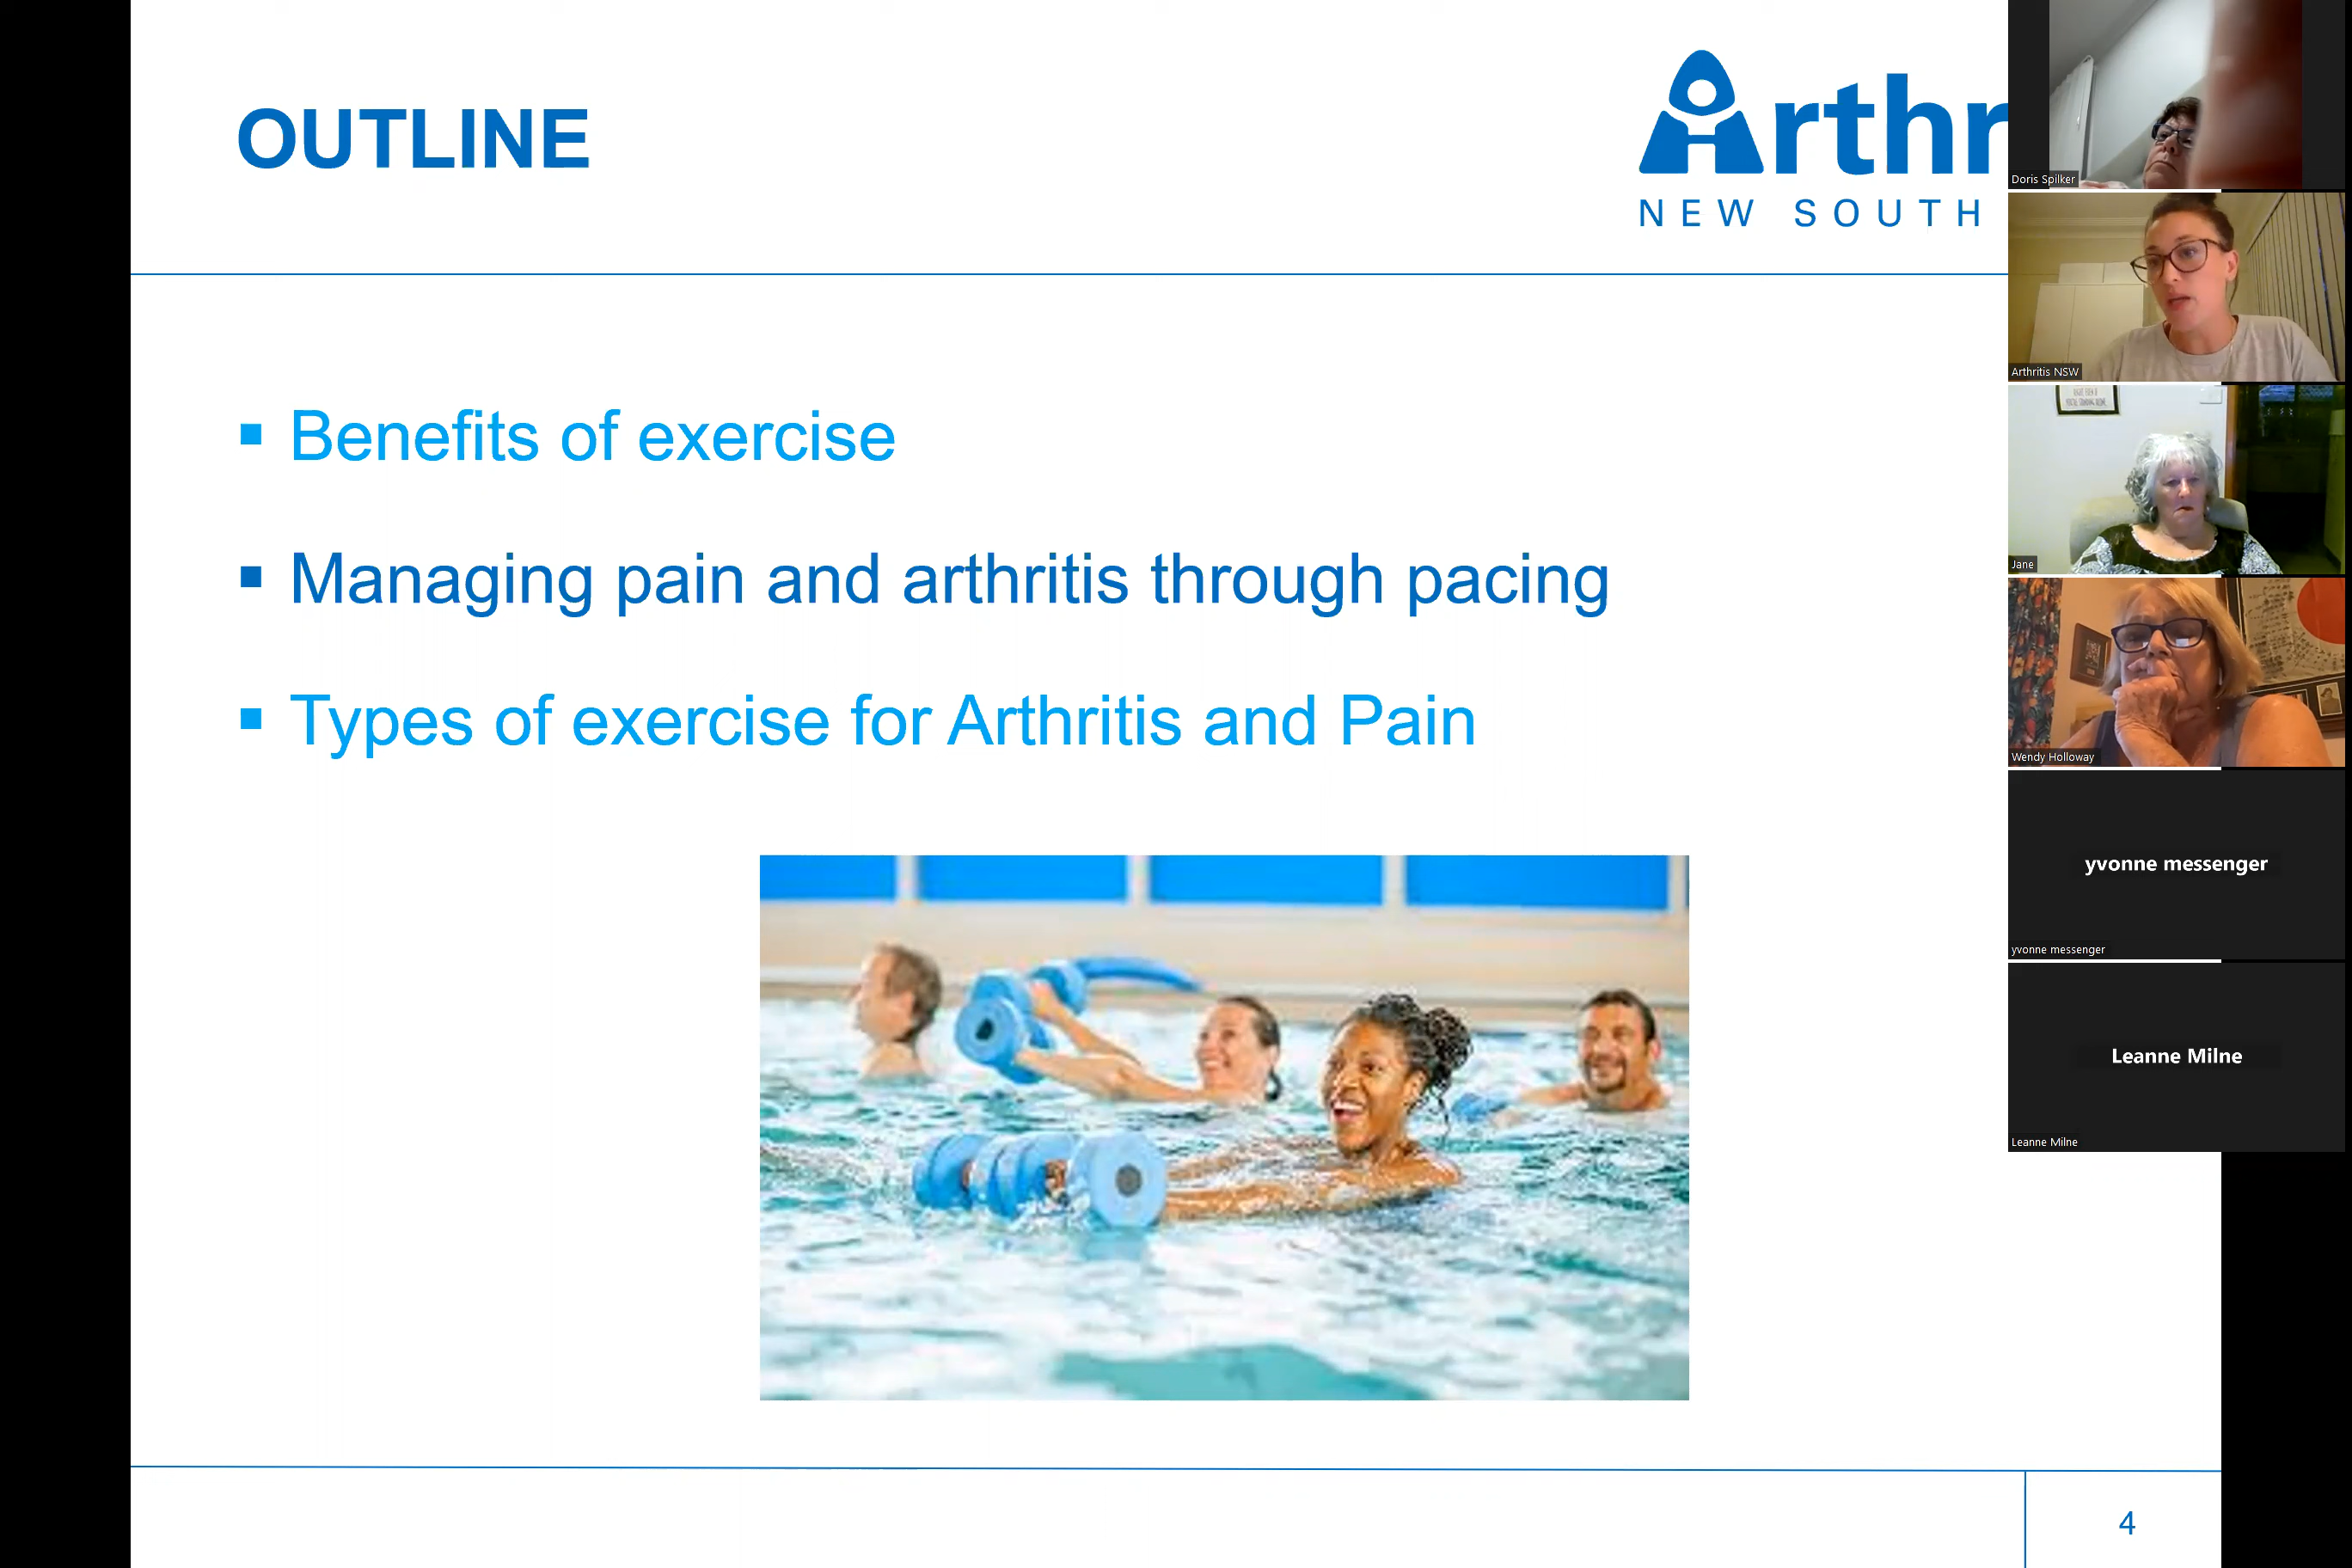 OUTLINE
Arthr
NEW SOUTH
▪ Benefits of exercise
▪ Managing pain and arthritis through pacing
▪ Types of exercise for Arthritis and Pain
4
Doris Spilker
Arthritis NSW
Jane
Wendy Holloway
yvonne messenger
yvonne messenger
Leanne Milne
Leanne Milne